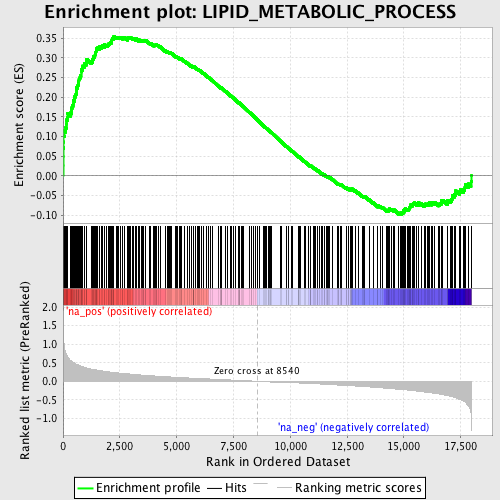 Enrichment plot: LIPID_METABOLIC_PROCESS
Enrichment score (ES)
0.35
0.30
0.25
0.20
0.15
0.10
0.05
0.00
-0.05
-0.10
'na_pos' (positively correlated)
Ranked list metric (PreRanked)
2.0
1.5
1.0
0.5
0.0
-0.5
-1.0
Zero cross at 8540
'na_neg' (negatively correlated)
0
2,500
5,000
7,500
10,000
12,500
15,000
17,500
Rank in Ordered Dataset
Enrichment profile
Hits
Ranking metric scores